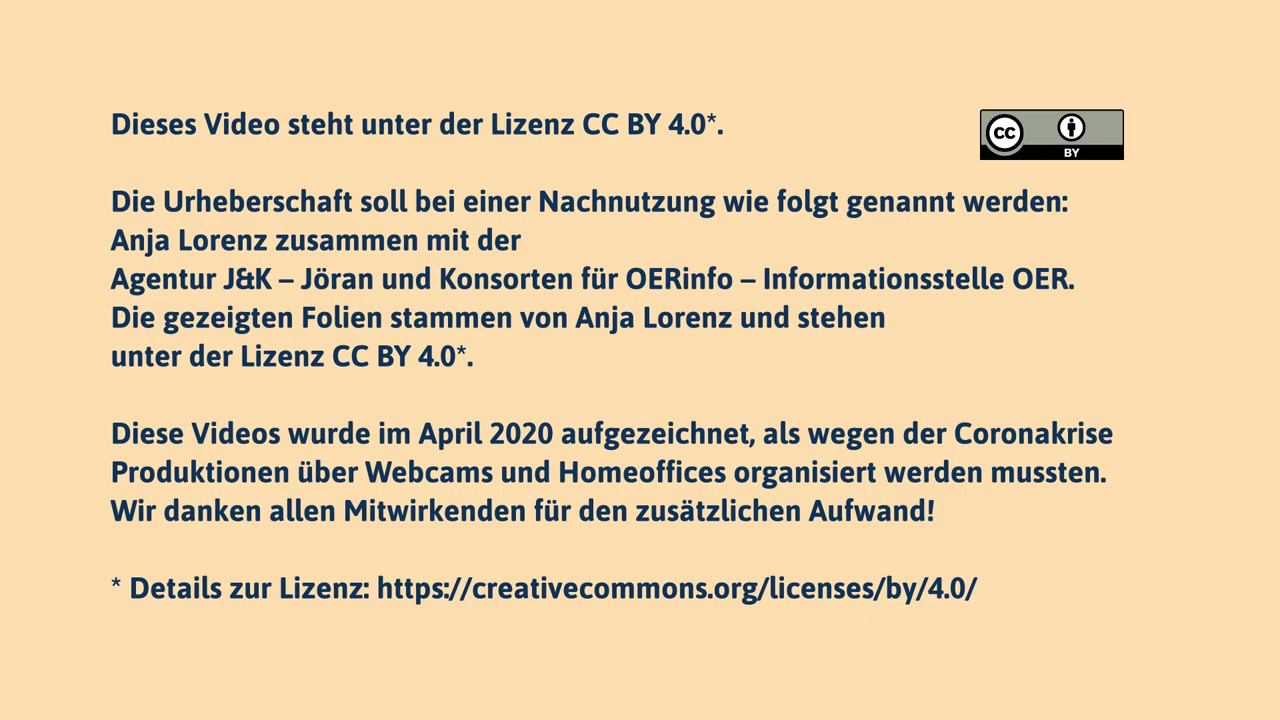 Dieses Video steht unter der Lizenz CC BY 4.0*.
cc
BY
Die Urheberschaft soll bei einer Nachnutzung wie folgt genannt werden:
Anja Lorenz zusammen mit der
Agentur J&K – Jöran und Konsorten für OERinfo – Informationsstelle OER.
Die gezeigten Folien stammen von Anja Lorenz und stehen
unter der Lizenz CC BY 4.0*.
Diese Videos wurde im April 2020 aufgezeichnet, als wegen der Coronakrise
Produktionen über Webcams und Homeoffices organisiert werden mussten.
Wir danken allen Mitwirkenden für den zusätzlichen Aufwand!
* Details zur Lizenz: https://creativecommons.org/licenses/by/4.0/